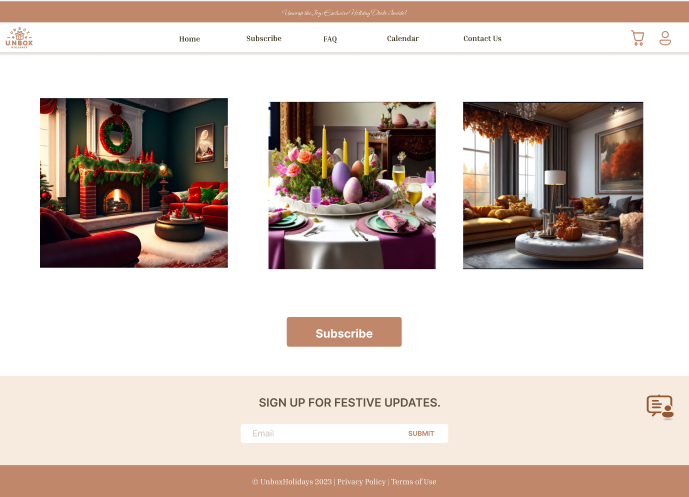 Unwrap the Joy: Exclusive Holiday Deals Inside!
UNBOX
HOLIDAYS
Home Subscribe FAQ Calendar Contact Us
Subscribe
SIGN UP FOR FESTIVE UPDATES.
Email SUBMIT
© UnboxHolidays 2023 | Privacy Policy | Terms of Use